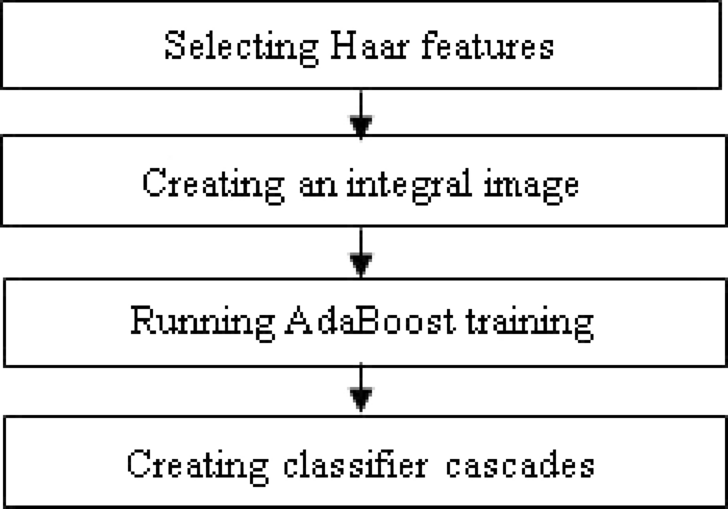 Selecting Haar features
Creating an integral image
Running AdaBoost training
Creating classifier cascades